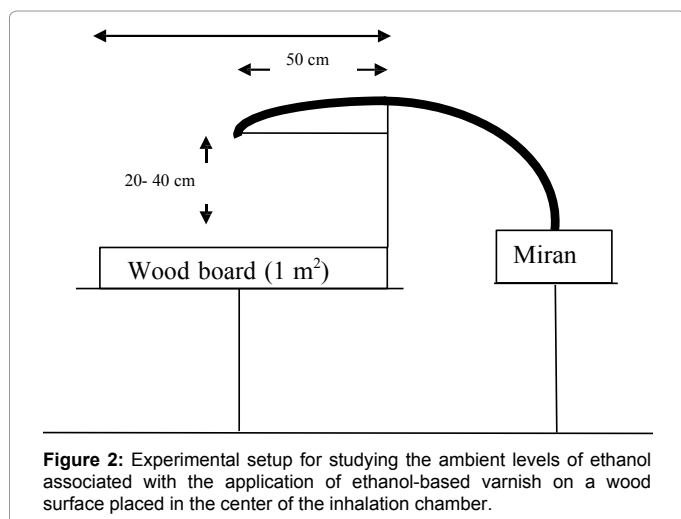 50 cm
20- 40 cm
Wood board (1 m²)
Miran
Figure 2: Experimental setup for studying the ambient levels of ethanol
associated with the application of ethanol-based varnish on a wood
surface placed in the center of the inhalation chamber.